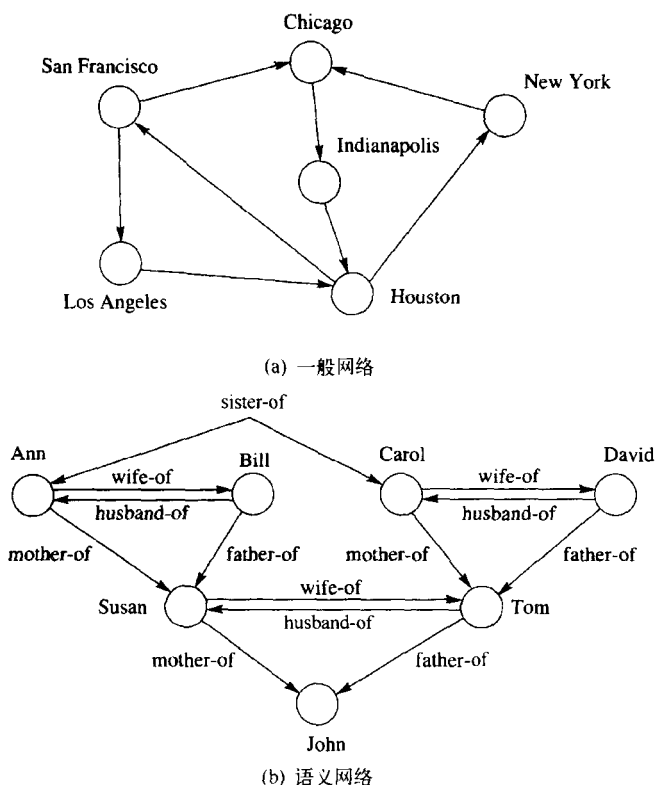 Chicago
San Francisco
New York
Indianapolis
Los Angeles
Houston
(a) 一般网络
sister-of
Ann
Bill
Carol
David
wife-of
wife-of
husband-of
husband-of
mother-of
father-of
mother-of
father-of
wife-of
Susan
Tom
husband-of
mother-of
father-of
John
(b) 语义网络